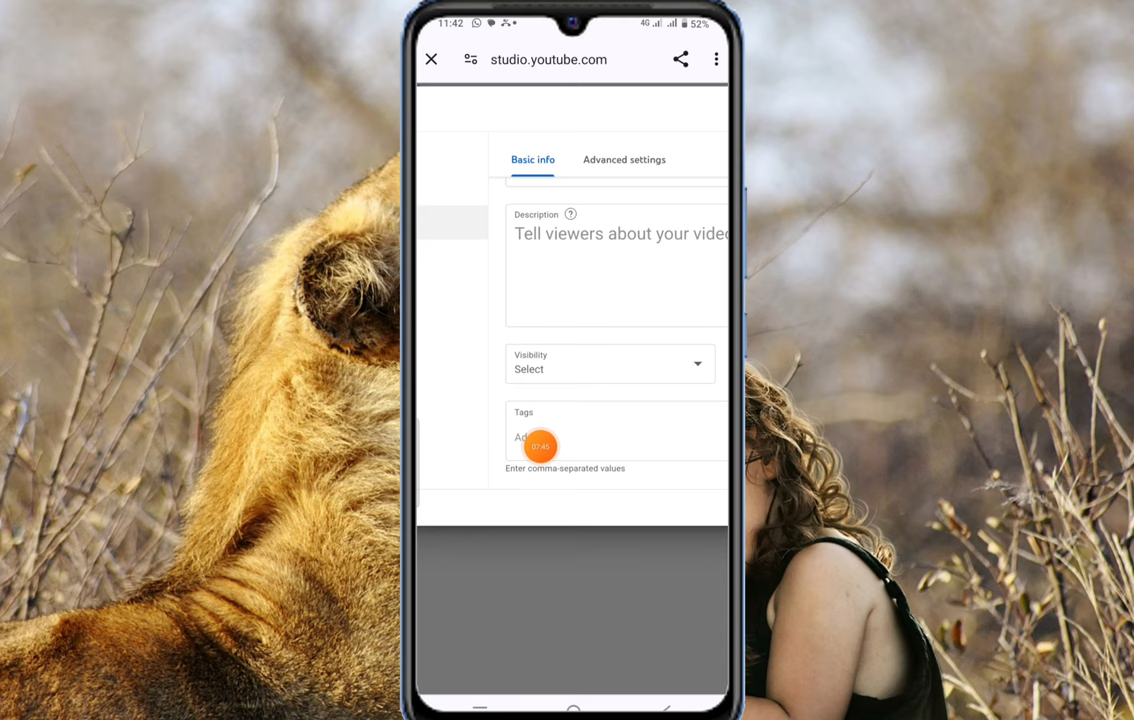 11:42
4G
52%
studio.youtube.com
Basic info
Advanced settings
Description ?
Tell viewers about your
Visibility
Select
Tags
07:45
Enter comma-separated values